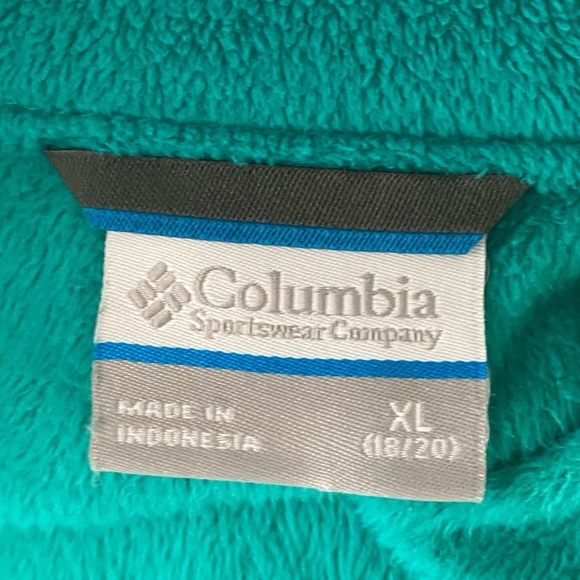 Columbia
Sportswear Company
MADE IN
INDONESIA
XL
(18/20)